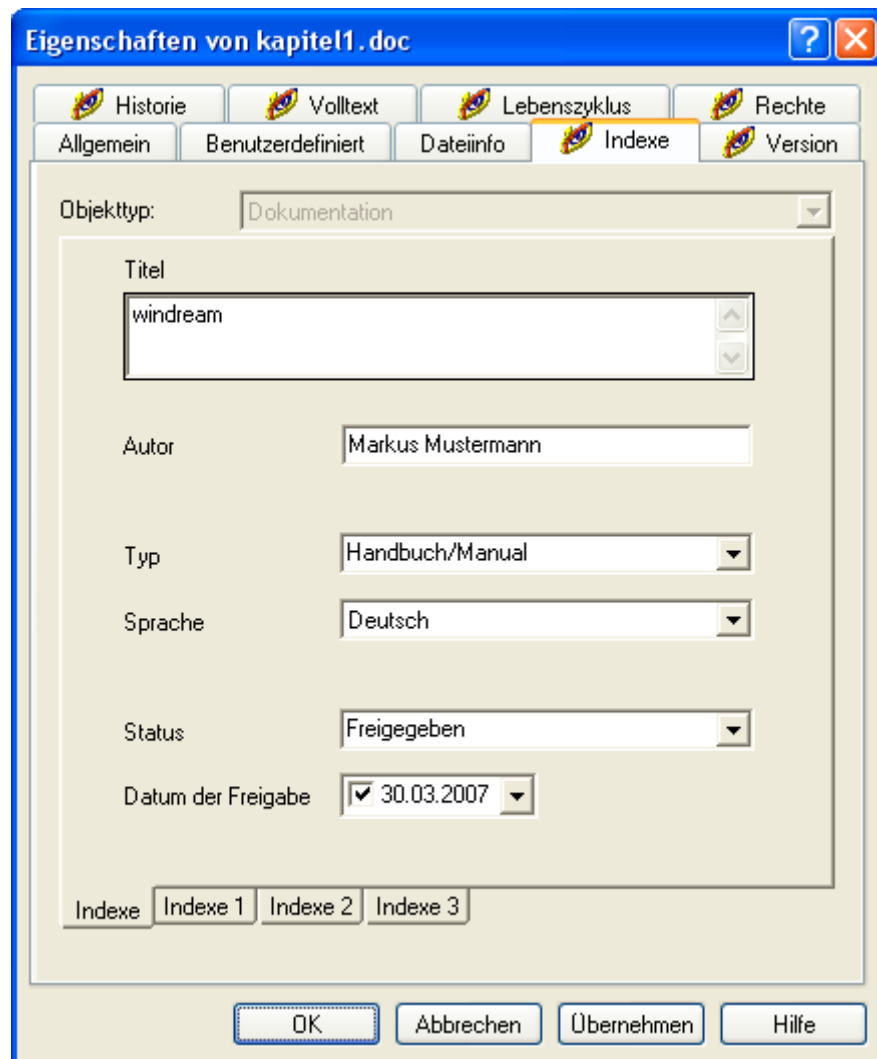 Eigenschaften von kapitel1.doc
Historie Volltext Lebenszyklus Rechte
Allgemein Benutzerdefiniert Dateiinfo Indexe Version
Objekttyp: Dokumentation
Titel
windream
Autor Markus Mustermann
Typ Handbuch/Manual
Sprache Deutsch
Status Freigegeben
Datum der Freigabe 30.03.2007
Indexe Indexe 1 Indexe 2 Indexe 3
OK Abbrechen Übernehmen Hilfe